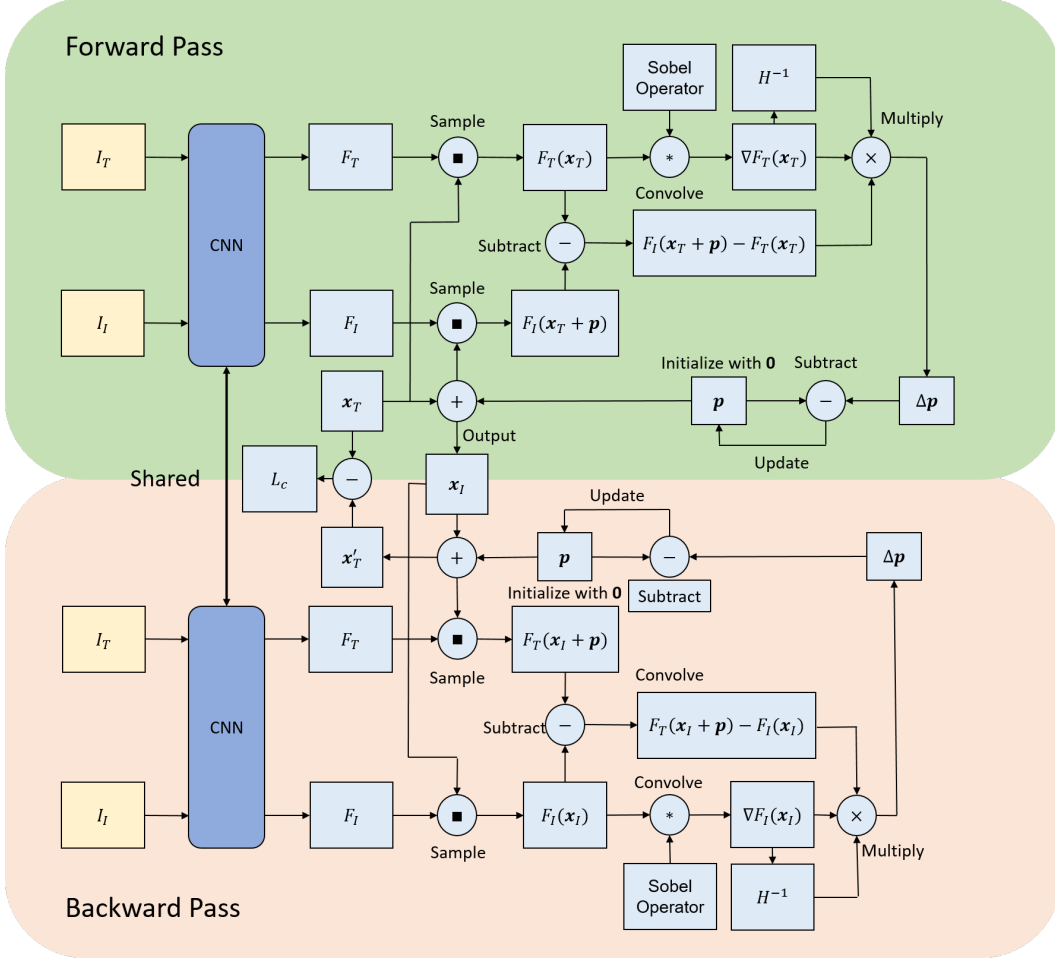 Forward Pass
Sobel
Operator
H⁻¹
Sample
Multiply
I_T
F_T
■
F_T(x_T)
*
∇F_T(x_T)
×
Convolve
CNN
Subtract
−
F_I(x_T + p) − F_T(x_T)
Sample
I_I
F_I
■
F_I(x_T + p)
Initialize with 0
Subtract
x_T
+
p
−
Δp
Output
Update
Shared
L_c
−
x_I
Update
x′_T
+
p
−
Δp
Initialize with 0
Subtract
I_T
F_T
■
F_T(x_I + p)
Sample
Convolve
CNN
Subtract
−
F_T(x_I + p) − F_I(x_I)
Convolve
I_I
F_I
■
F_I(x_I)
*
∇F_I(x_I)
×
Sample
Multiply
Sobel
Operator
H⁻¹
Backward Pass